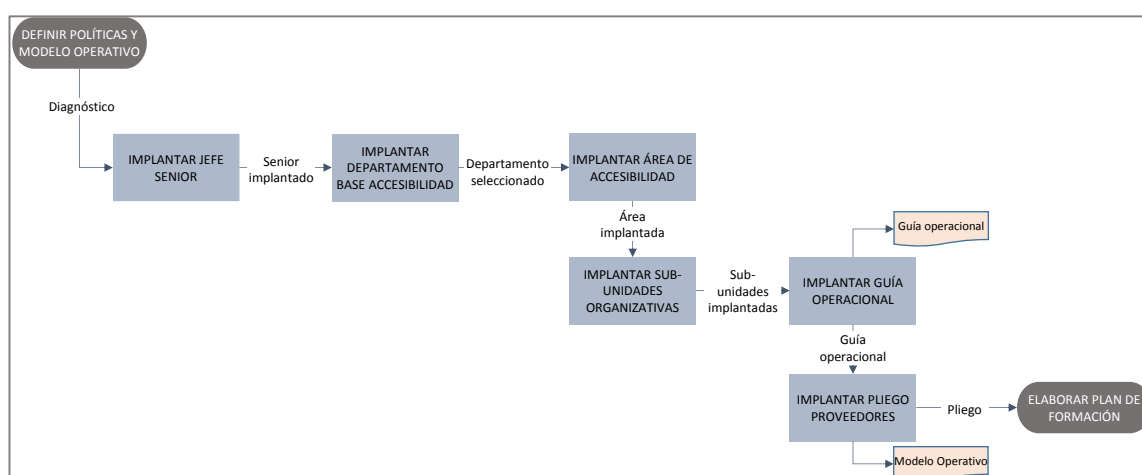 DEFINIR POLÍTICAS Y
MODELO OPERATIVO
Diagnóstico
IMPLANTAR JEFE
SENIOR
Senior
implantado
IMPLANTAR
DEPARTAMENTO
BASE ACCESIBILIDAD
Departamento
seleccionado
IMPLANTAR ÁREA DE
ACCESIBILIDAD
Área
implantada
IMPLANTAR SUB-
UNIDADES
ORGANIZATIVAS
Sub-
unidades
implantadas
IMPLANTAR GUÍA
OPERACIONAL
Guía operacional
Guía
operacional
IMPLANTAR PLIEGO
PROVEEDORES
Pliego
ELABORAR PLAN DE
FORMACIÓN
Modelo Operativo